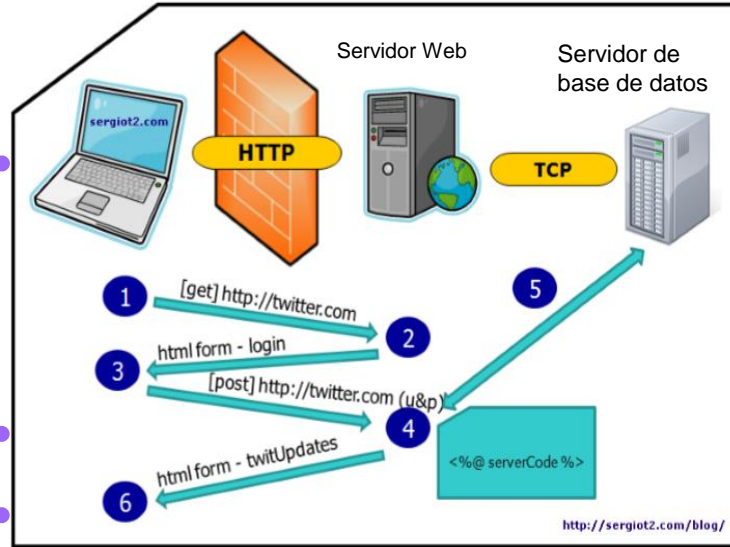 Servidor Web
Servidor de
base de datos
sergiot2.com
HTTP
TCP
1
[get] http://twitter.com
2
html form - login
3
[post] http://twitter.com (u&p)
4
5
<%@ serverCode %>
html form - twitUpdates
6
http://sergiot2.com/blog/